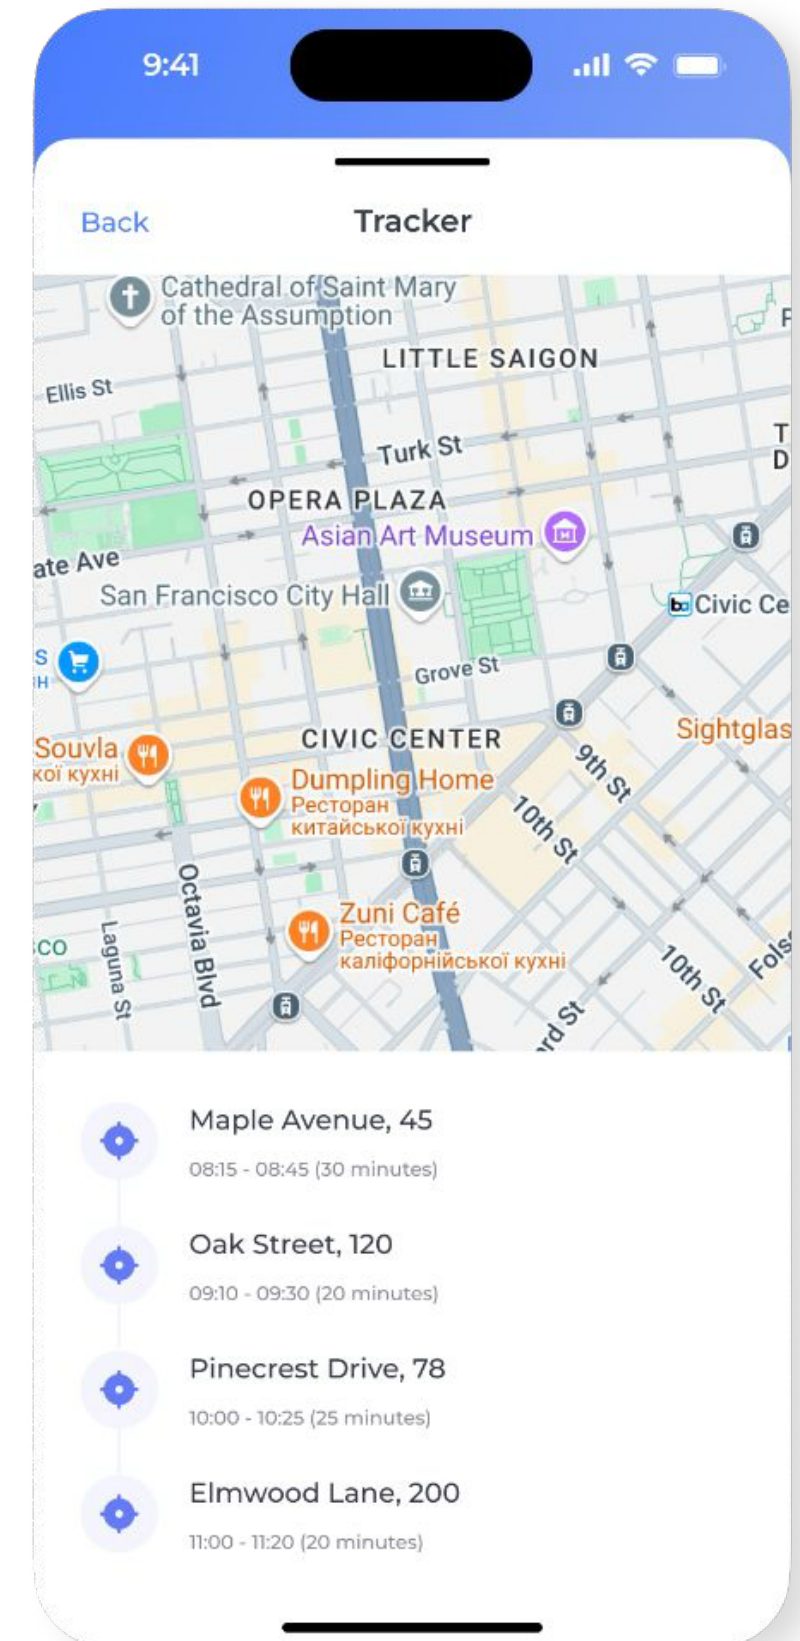 9:41
Back
Tracker
Cathedral of Saint Mary
of the Assumption
LITTLE SAIGON
Ellis St
Turk St
OPERA PLAZA
Asian Art Museum
ate Ave
San Francisco City Hall
Civic Ce
Grove St
CIVIC CENTER
Souvla
кої кухні
Sightglas
Dumpling Home
Ресторан
китайської кухні
9th St
10th St
Octavia Blvd
Zuni Café
Ресторан
каліфорнійської кухні
Laguna St
10th St
Fols
rd St
Maple Avenue, 45
08:15 - 08:45 (30 minutes)
Oak Street, 120
09:10 - 09:30 (20 minutes)
Pinecrest Drive, 78
10:00 - 10:25 (25 minutes)
Elmwood Lane, 200
11:00 - 11:20 (20 minutes)